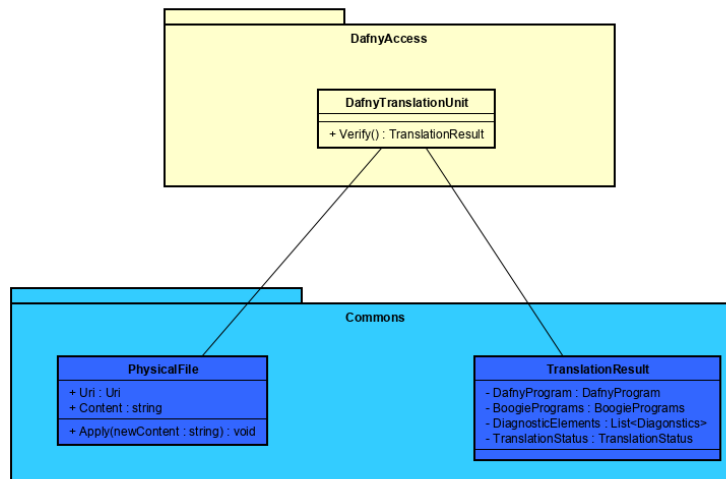 DafnyAccess
DafnyTranslationUnit
+ Verify() : TranslationResult
Commons
PhysicalFile
+ Uri : Uri
+ Content : string
+ Apply(newContent : string) : void
TranslationResult
- DafnyProgram : DafnyProgram
- BoogiePrograms : BoogiePrograms
- DiagnosticElements : List<Diagonstics>
- TranslationStatus : TranslationStatus